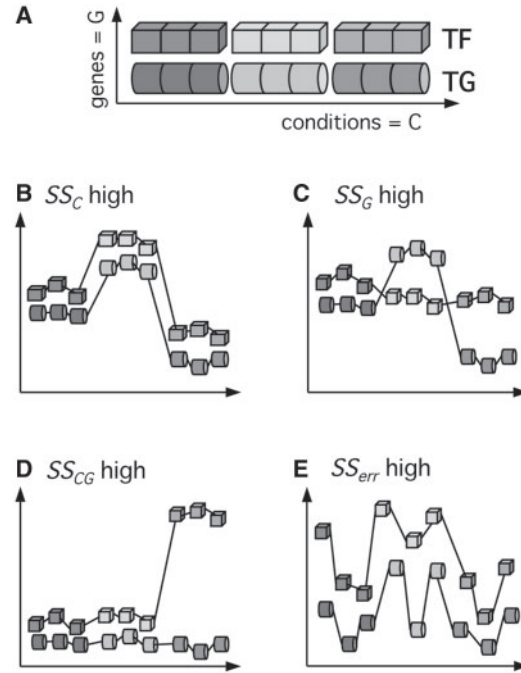 A
genes = G
TF
TG
conditions = C
B SS_C high
C SS_G high
D SS_CG high
E SS_err high